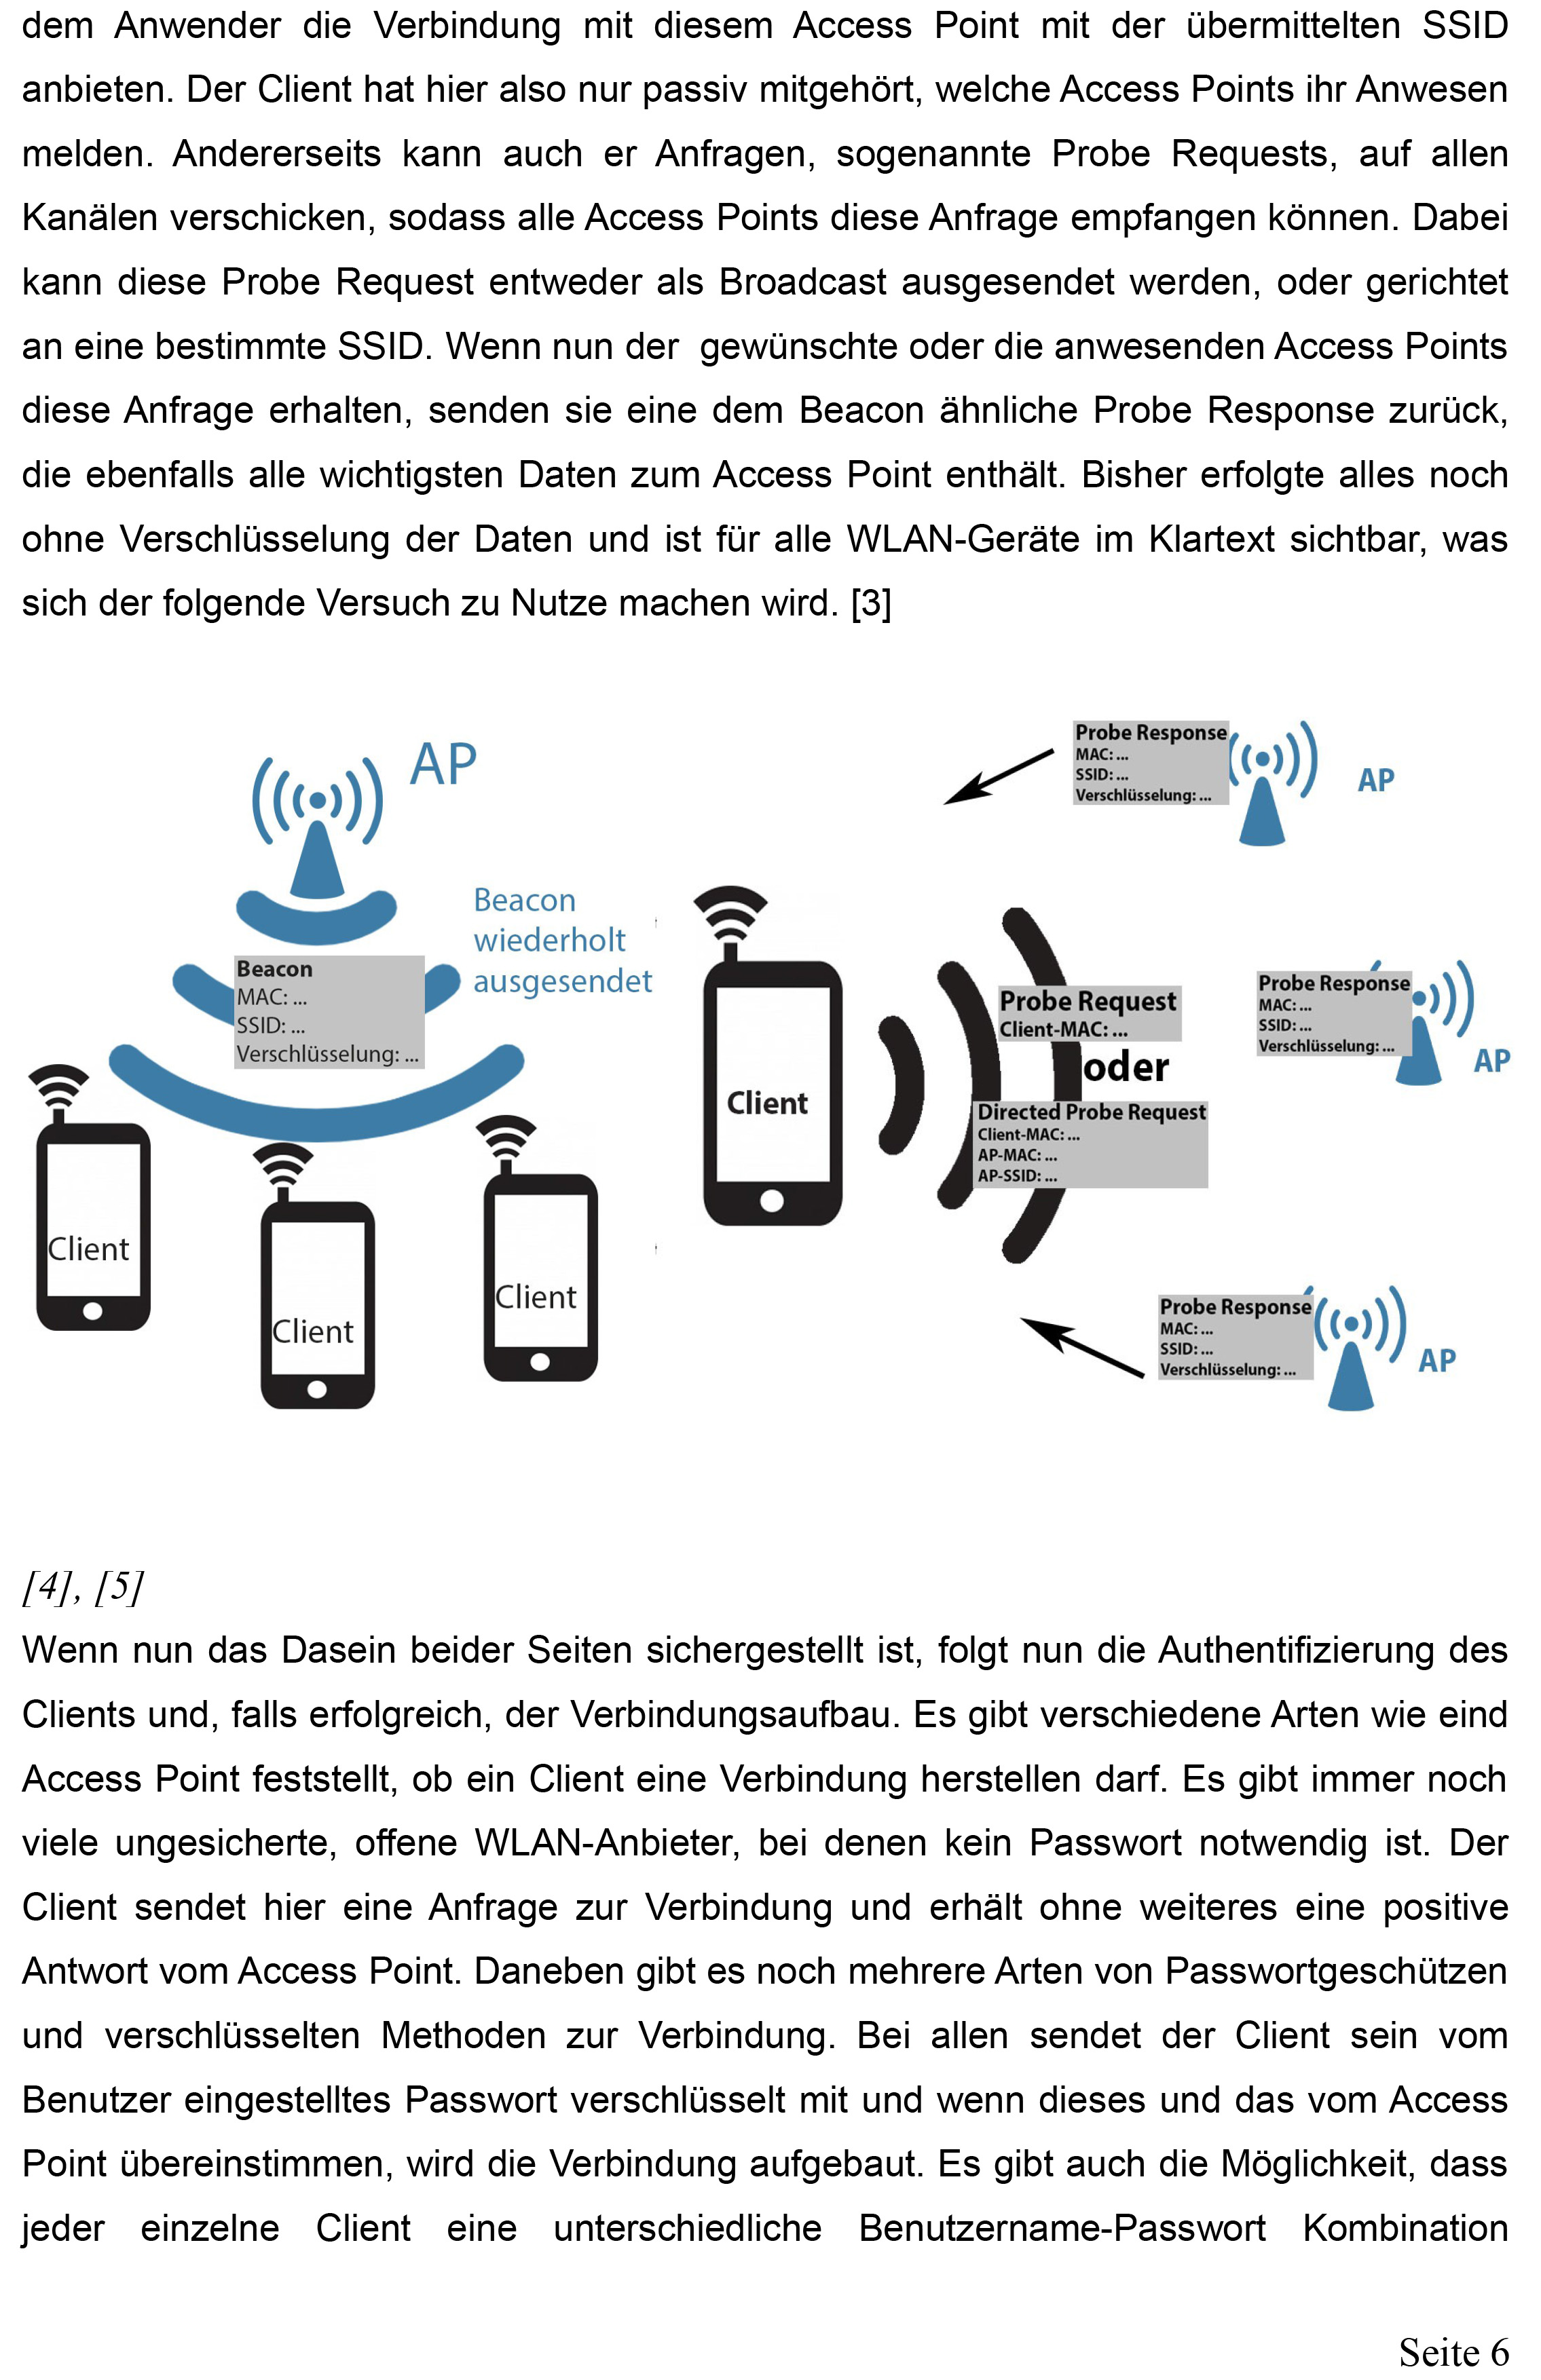 dem Anwender die Verbindung mit diesem Access Point mit der übermittelten SSID
anbieten. Der Client hat hier also nur passiv mitgehört, welche Access Points ihr Anwesen
melden. Andererseits kann auch er Anfragen, sogenannte Probe Requests, auf allen
Kanälen verschicken, sodass alle Access Points diese Anfrage empfangen können. Dabei
kann diese Probe Request entweder als Broadcast ausgesendet werden, oder gerichtet
an eine bestimmte SSID. Wenn nun der  gewünschte oder die anwesenden Access Points
diese Anfrage erhalten, senden sie eine dem Beacon ähnliche Probe Response zurück,
die ebenfalls alle wichtigsten Daten zum Access Point enthält. Bisher erfolgte alles noch
ohne Verschlüsselung der Daten und ist für alle WLAN-Geräte im Klartext sichtbar, was
sich der folgende Versuch zu Nutze machen wird. [3]
AP
Beacon
wiederholt
ausgesendet
Beacon
MAC: ...
SSID: ...
Verschlüsselung: ...
Client
Client
Client
Probe Response
MAC: ...
SSID: ...
Verschlüsselung: ...
AP
Client
Probe Request
Client-MAC: ...
oder
Directed Probe Request
Client-MAC: ...
AP-MAC: ...
AP-SSID: ...
Probe Response
MAC: ...
SSID: ...
Verschlüsselung: ...
AP
Probe Response
MAC: ...
SSID: ...
Verschlüsselung: ...
AP
[4], [5]
Wenn nun das Dasein beider Seiten sichergestellt ist, folgt nun die Authentifizierung des
Clients und, falls erfolgreich, der Verbindungsaufbau. Es gibt verschiedene Arten wie eind
Access Point feststellt, ob ein Client eine Verbindung herstellen darf. Es gibt immer noch
viele ungesicherte, offene WLAN-Anbieter, bei denen kein Passwort notwendig ist. Der
Client sendet hier eine Anfrage zur Verbindung und erhält ohne weiteres eine positive
Antwort vom Access Point. Daneben gibt es noch mehrere Arten von Passwortgeschützen
und verschlüsselten Methoden zur Verbindung. Bei allen sendet der Client sein vom
Benutzer eingestelltes Passwort verschlüsselt mit und wenn dieses und das vom Access
Point übereinstimmen, wird die Verbindung aufgebaut. Es gibt auch die Möglichkeit, dass
jeder einzelne Client eine unterschiedliche Benutzername-Passwort Kombination
Seite 6